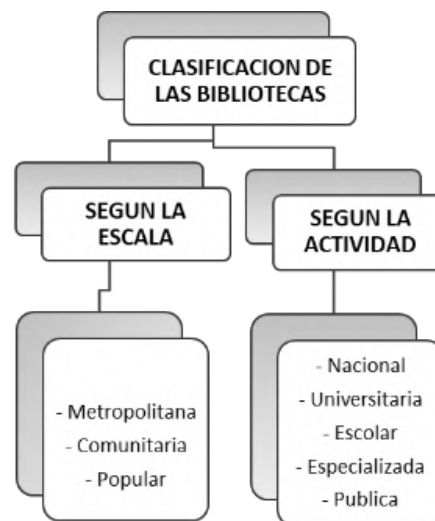 CLASIFICACION DE
LAS BIBLIOTECAS
SEGUN LA
ESCALA
SEGUN LA
ACTIVIDAD
- Metropolitana
- Comunitaria
- Popular
- Nacional
- Universitaria
- Escolar
- Especializada
- Publica